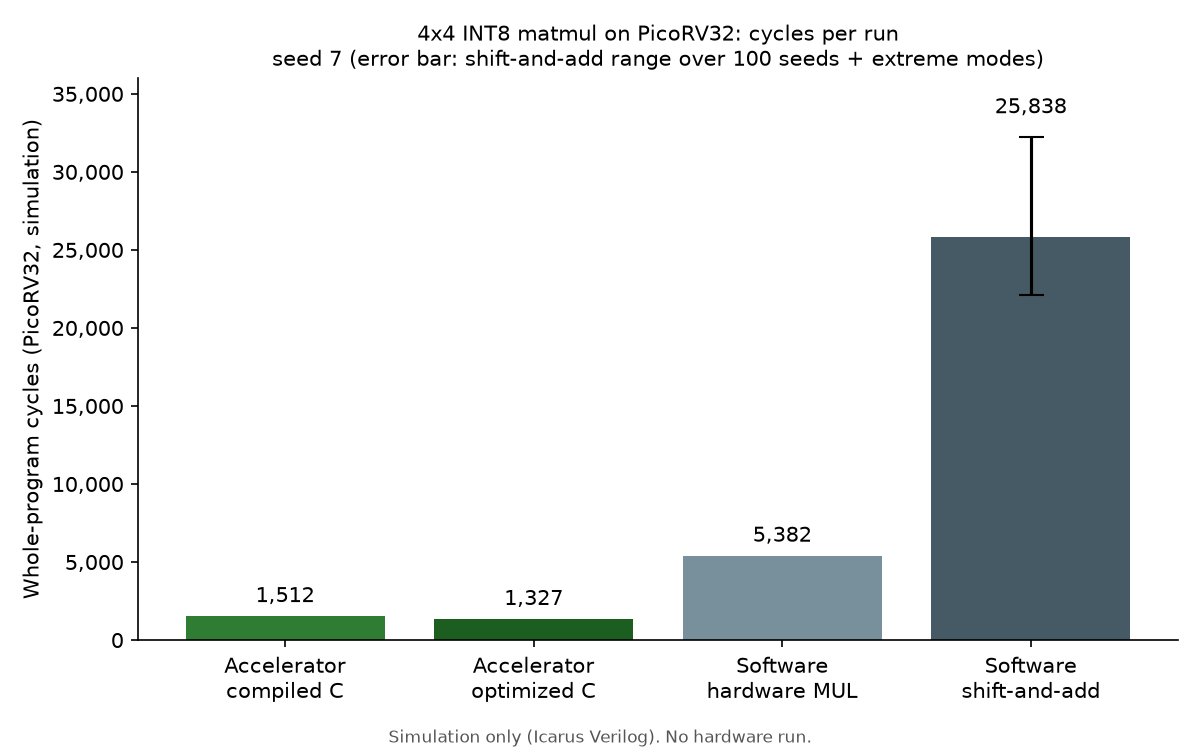 4x4 INT8 matmul on PicoRV32: cycles per run
seed 7 (error bar: shift-and-add range over 100 seeds + extreme modes)
Whole-program cycles (PicoRV32, simulation)
35,000
30,000
25,000
20,000
15,000
10,000
5,000
0
1,512
1,327
5,382
25,838
Accelerator
compiled C
Accelerator
optimized C
Software
hardware MUL
Software
shift-and-add
Simulation only (Icarus Verilog). No hardware run.